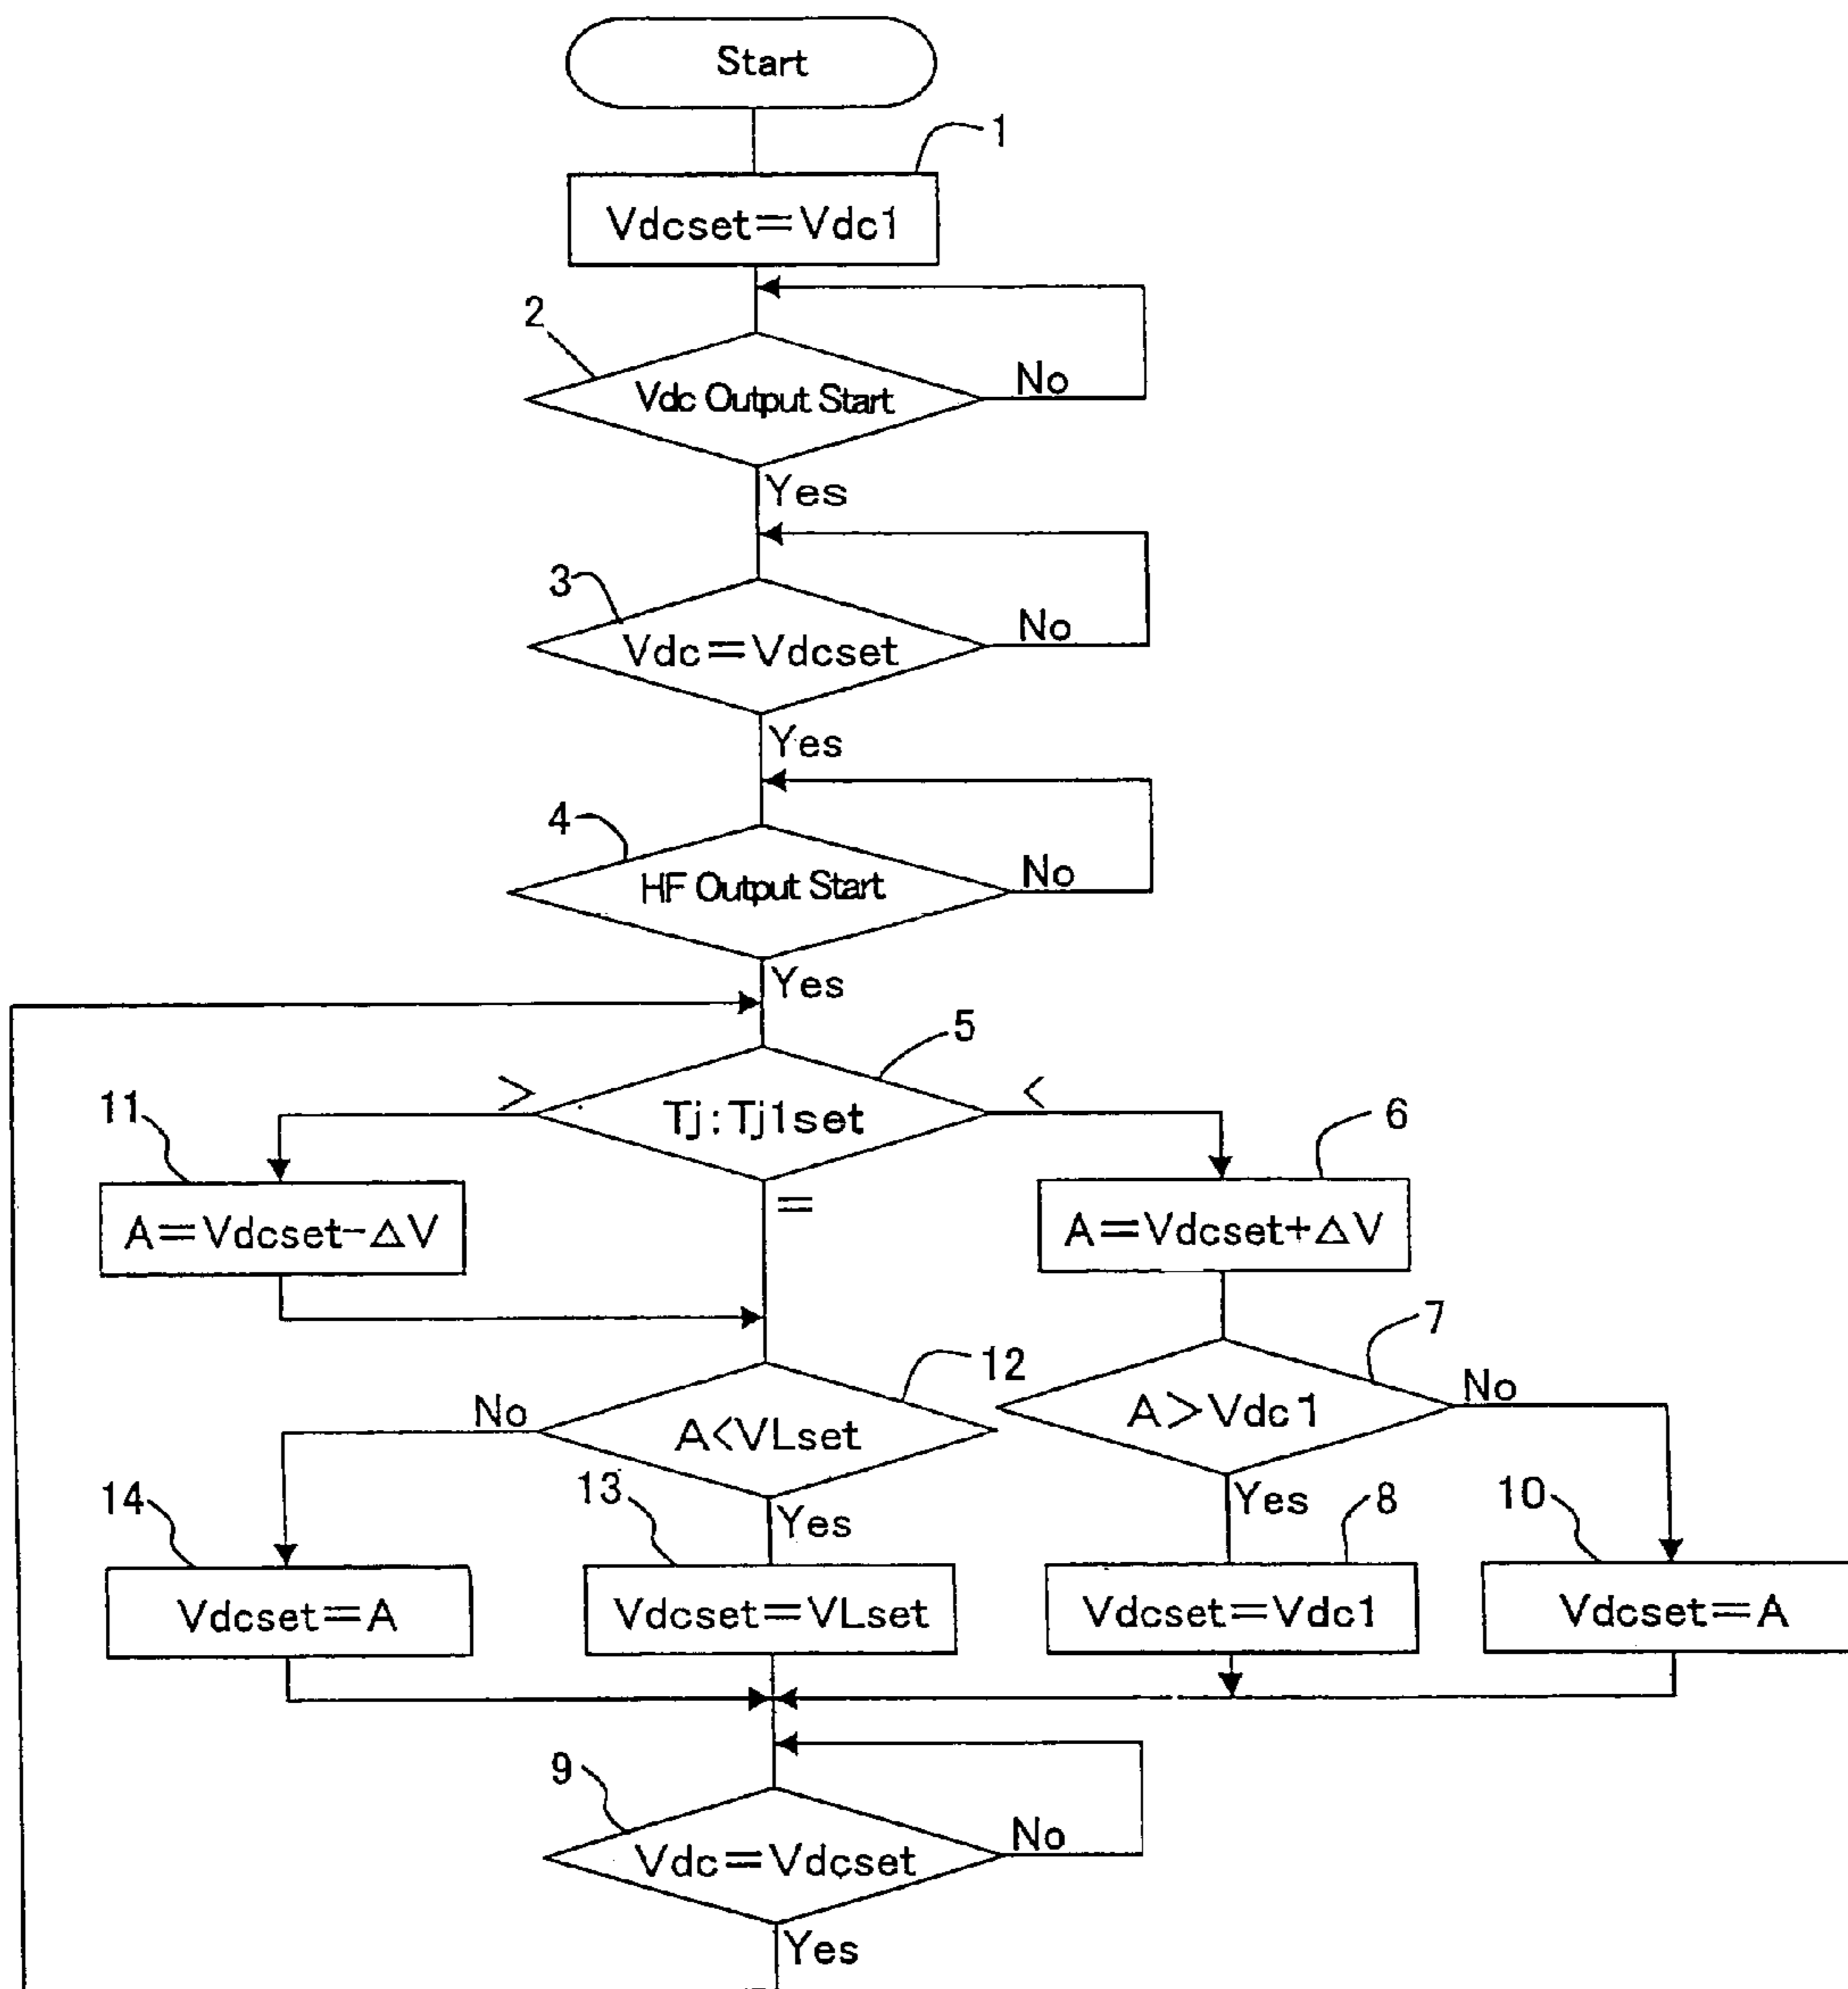 Start
1
Vdcset=Vdc1
2
Vdc Output Start
No
Yes
3
Vdc=Vdcset
No
Yes
4
HF Output Start
No
Yes
5
>
Tj:Tj1set
<
=
11
A=Vdcset-△V
6
A=Vdcset+△V
7
A>Vdc1
No
Yes
12
A<VLset
No
Yes
14
Vdcset=A
13
Vdcset=VLset
8
Vdcset=Vdc1
10
Vdcset=A
9
Vdc=Vdcset
No
Yes